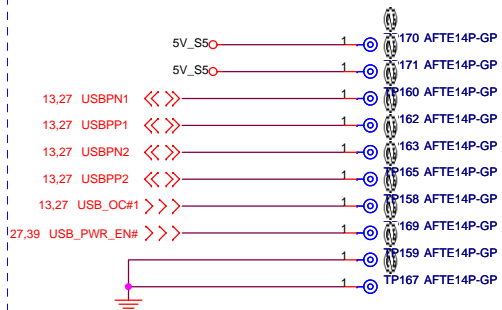 5V_S5 1 170 AFTE14P-GP
5V_S5 1 171 AFTE14P-GP
13,27 USBPN1 1 TP160 AFTE14P-GP
13,27 USBPP1 1 162 AFTE14P-GP
13,27 USBPN2 1 163 AFTE14P-GP
13,27 USBPP2 1 TP165 AFTE14P-GP
13,27 USB_OC#1 1 TP158 AFTE14P-GP
27,39 USB_PWR_EN# 1 169 AFTE14P-GP
1 TP159 AFTE14P-GP
1 TP167 AFTE14P-GP